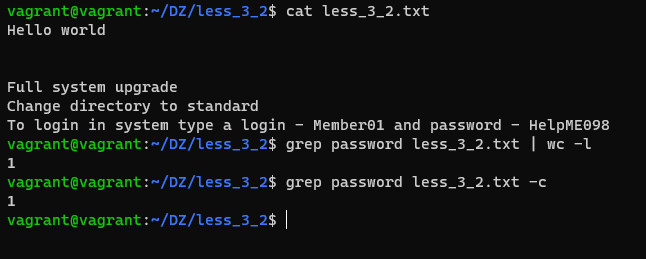 vagrant@vagrant:~/DZ/less_3_2$ cat less_3_2.txt
Hello world
Full system upgrade
Change directory to standard
To login in system type a login - Member01 and password - HelpME098
vagrant@vagrant:~/DZ/less_3_2$ grep password less_3_2.txt | wc -l
1
vagrant@vagrant:~/DZ/less_3_2$ grep password less_3_2.txt -c
1
vagrant@vagrant:~/DZ/less_3_2$